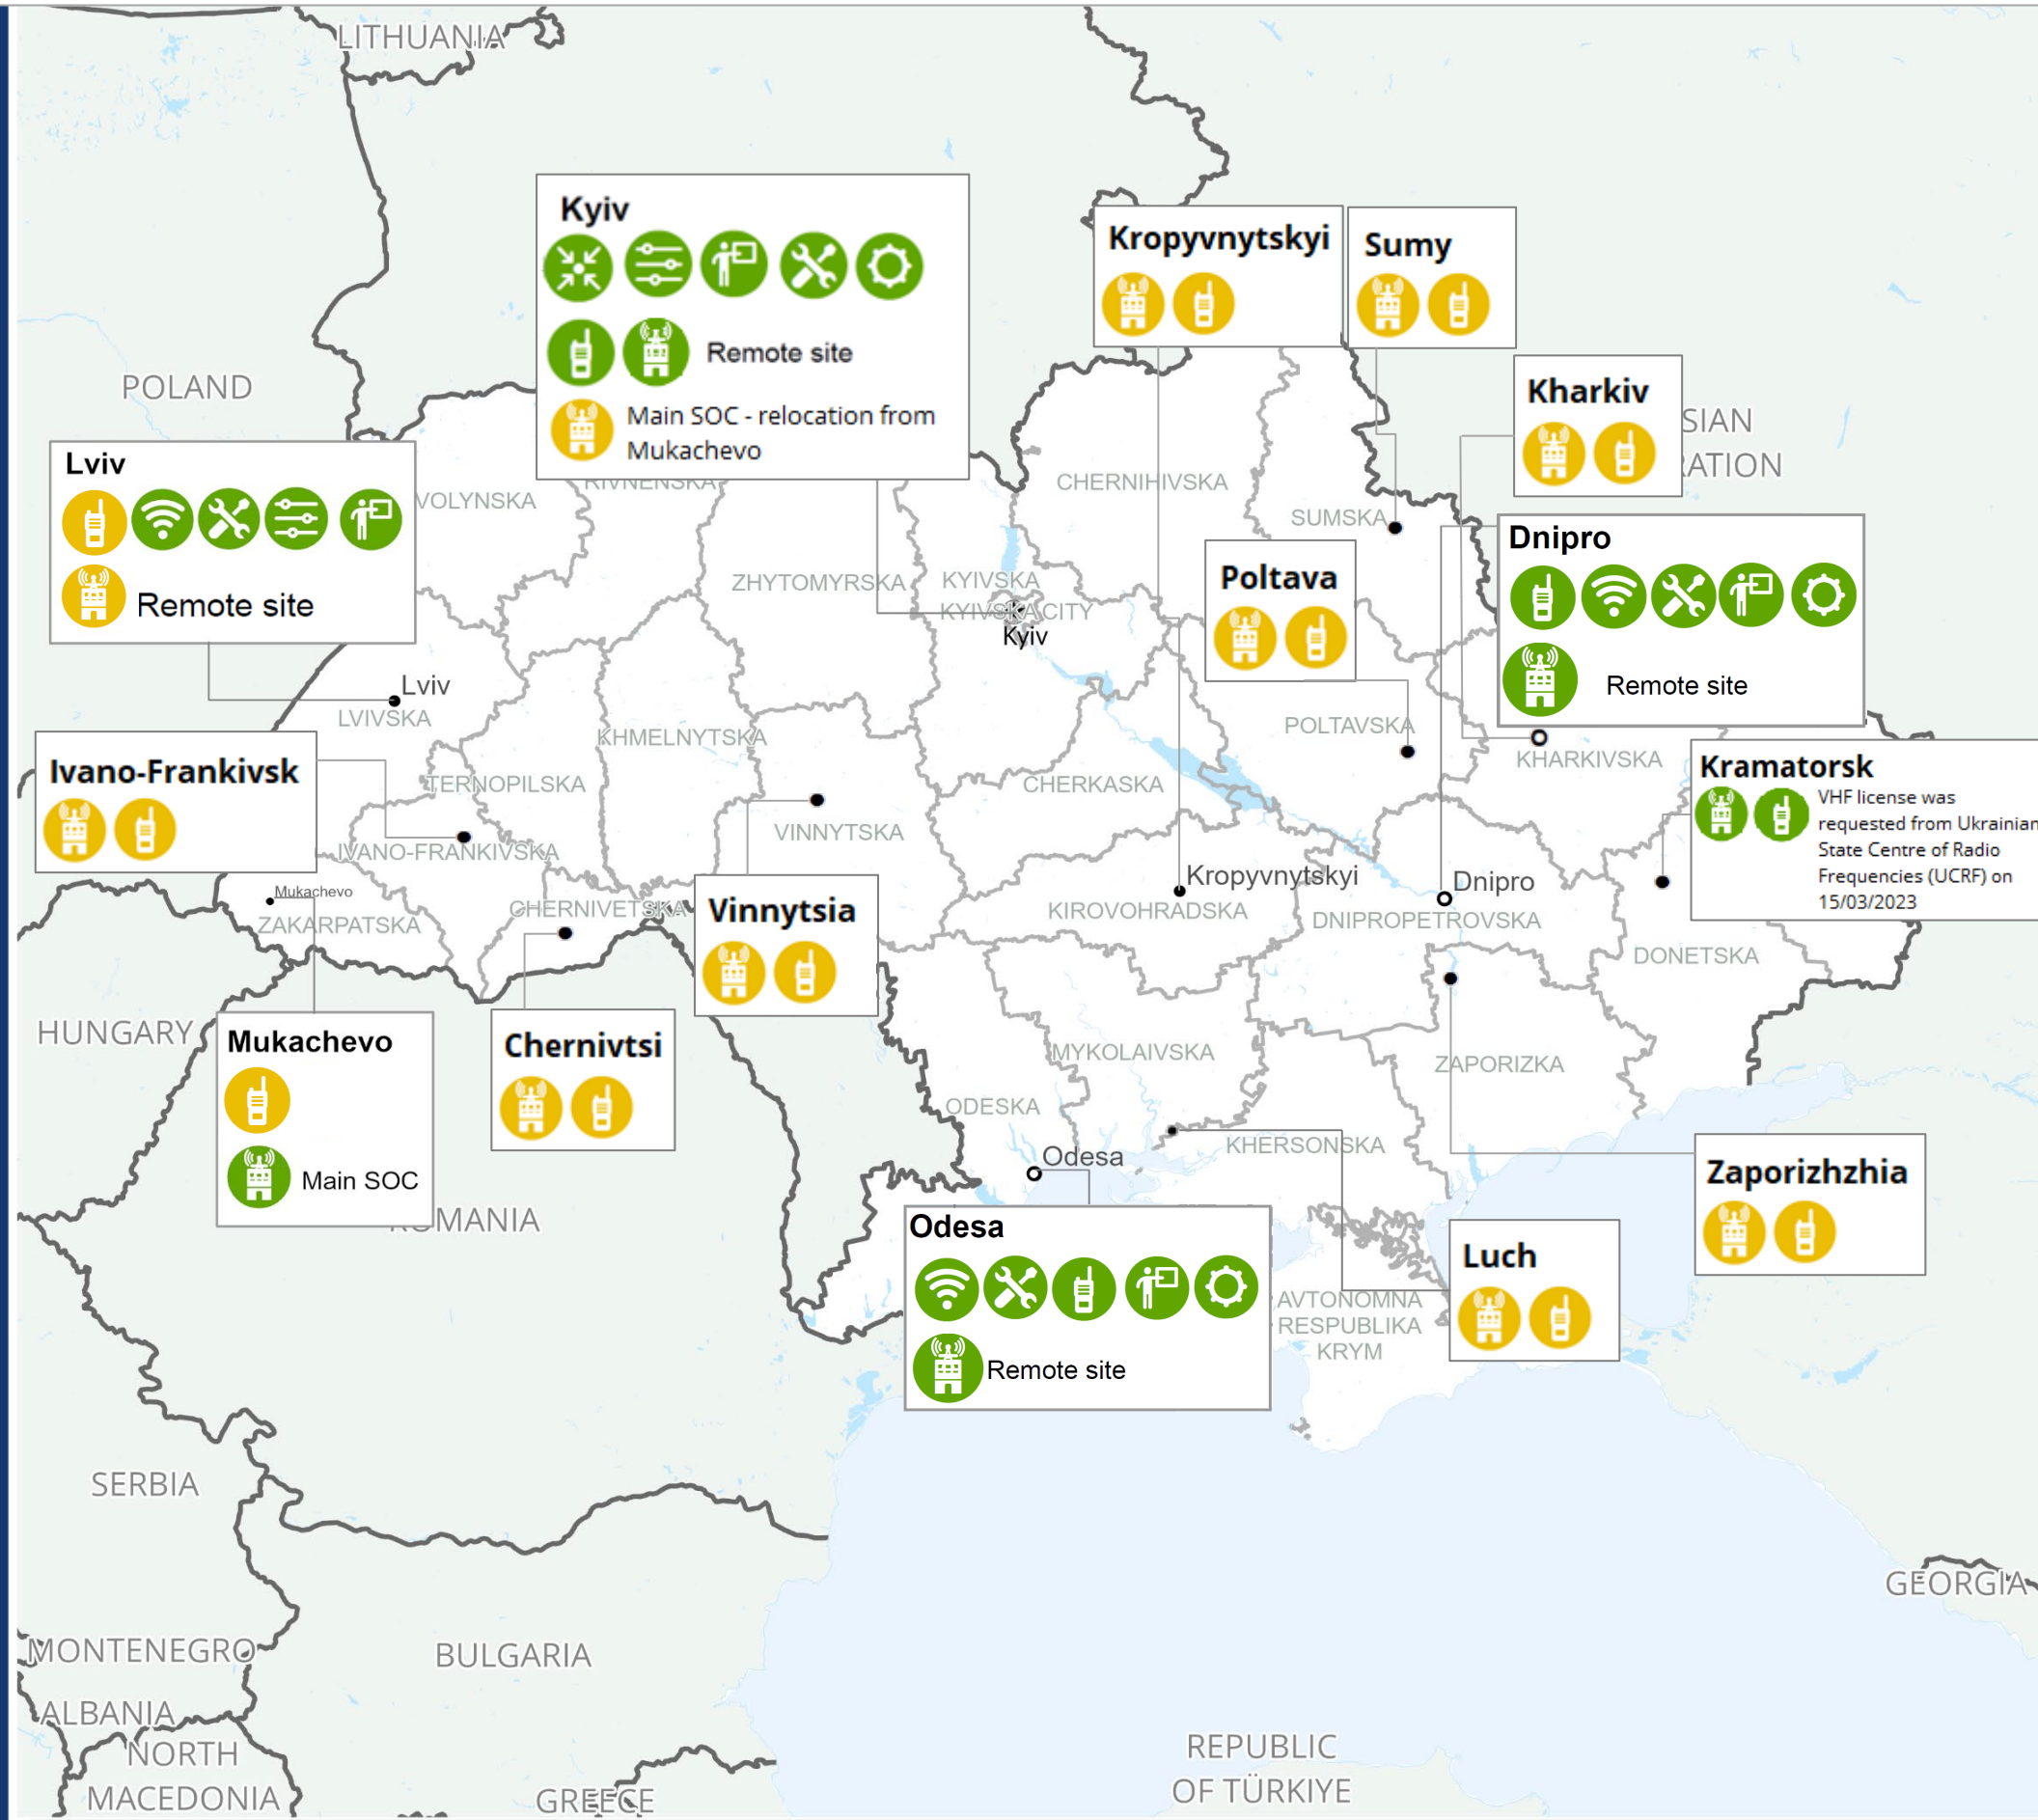 LITHUANIA
POLAND
SIAN
RATION
Kyiv
Remote site
Main SOC - relocation from
Mukachevo
Kropyvnytskyi
Sumy
Kharkiv
Lviv
Remote site
Dnipro
Remote site
Poltava
Kramatorsk
VHF license was
requested from Ukrainian
State Centre of Radio
Frequencies (UCRF) on
15/03/2023
Ivano-Frankivsk
Vinnytsia
Mukachevo
Main SOC
Chernivtsi
Odesa
Remote site
Luch
Zaporizhzhia
VOLYNSKA
RIVNENSKA
ZHYTOMYRSKA
KYIVSKA
KYIVSKA CITY
Kyiv
CHERNIHIVSKA
SUMSKA
Lviv
LVIVSKA
TERNOPILSKA
KHMELNYTSKA
VINNYTSKA
CHERKASKA
POLTAVSKA
KHARKIVSKA
IVANO-FRANKIVSKA
Mukachevo
ZAKARPATSKA
CHERNIVETSKA
Kropyvnytskyi
KIROVOHRADSKA
Dnipro
DNIPROPETROVSKA
DONETSKA
MYKOLAIVSKA
ZAPORIZKA
ODESKA
KHERSONSKA
Odesa
AVTONOMNA
RESPUBLIKA
KRYM
HUNGARY
ROMANIA
SERBIA
MONTENEGRO
BULGARIA
ALBANIA
NORTH
MACEDONIA
GREECE
REPUBLIC
OF TÜRKIYE
GEORGIA